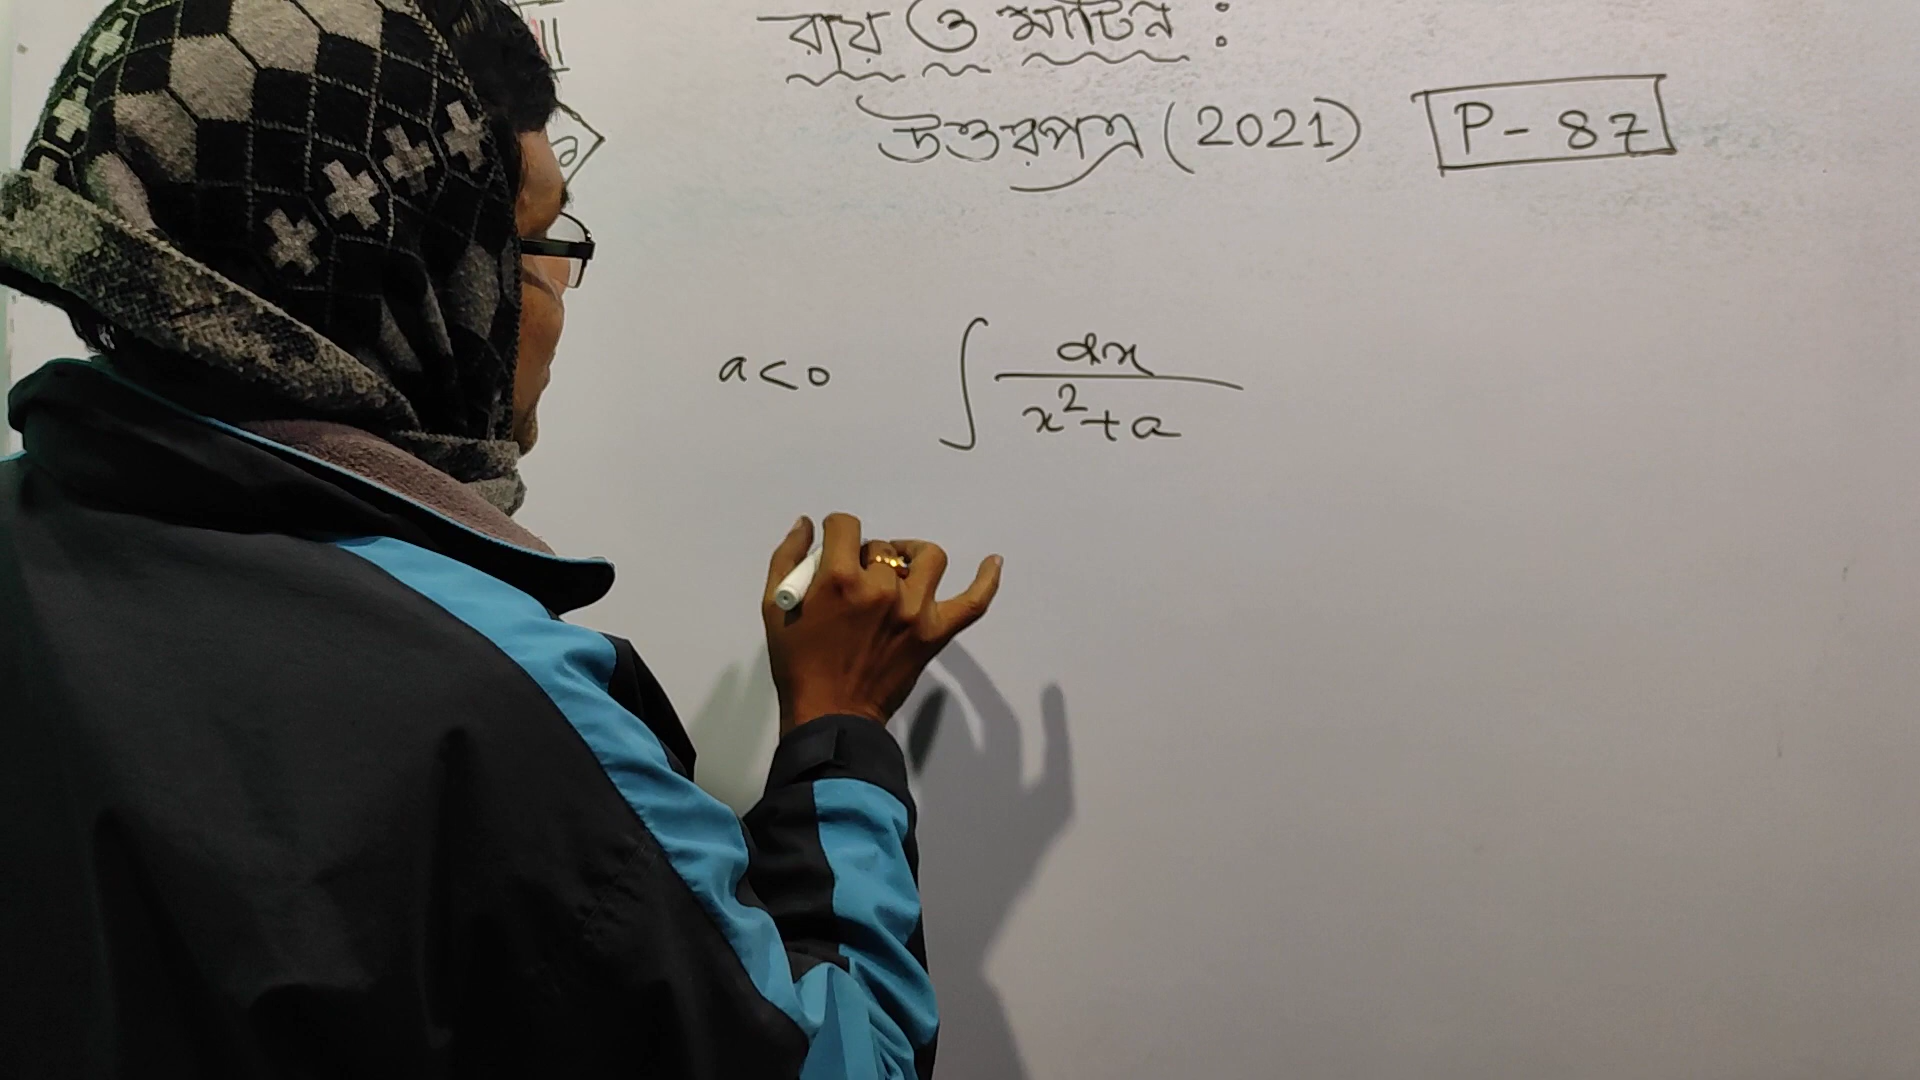 রায় ও মার্টিন :
উত্তরপত্র (2021) P - 87
a<0 ∫ dx / x²+a